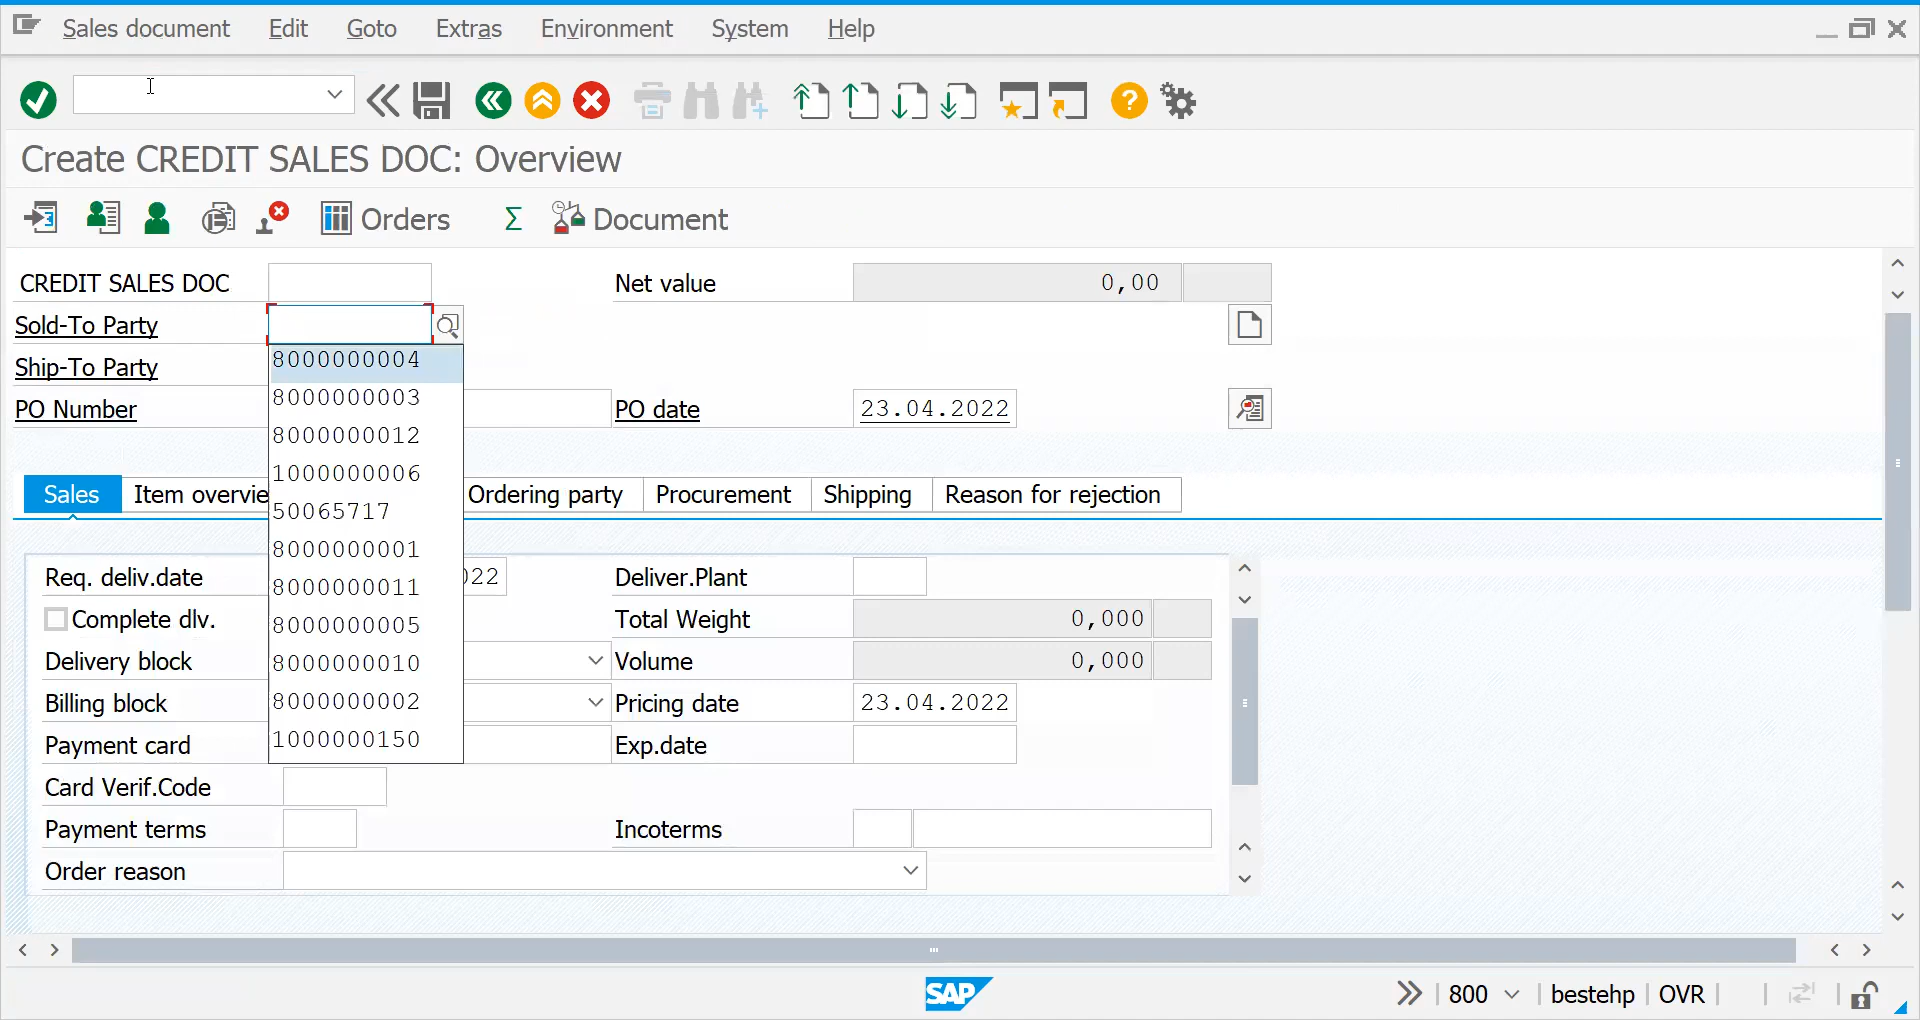 Sales document Edit Goto Extras Environment System Help
Create CREDIT SALES DOC: Overview
Orders Σ Document
CREDIT SALES DOC Net value 0,00
Sold-To Party
8000000004
Ship-To Party
8000000003
PO Number PO date 23.04.2022
8000000012
1000000006
Sales Item overvie Ordering party Procurement Shipping Reason for rejection
50065717
8000000001
Req. deliv.date 022 Deliver.Plant
8000000011
Complete dlv. Total Weight 0,000
8000000005
Delivery block Volume 0,000
8000000010
Billing block Pricing date 23.04.2022
8000000002
Payment card Exp.date
1000000150
Card Verif.Code
Payment terms Incoterms
Order reason
SAP 800 bestehp OVR